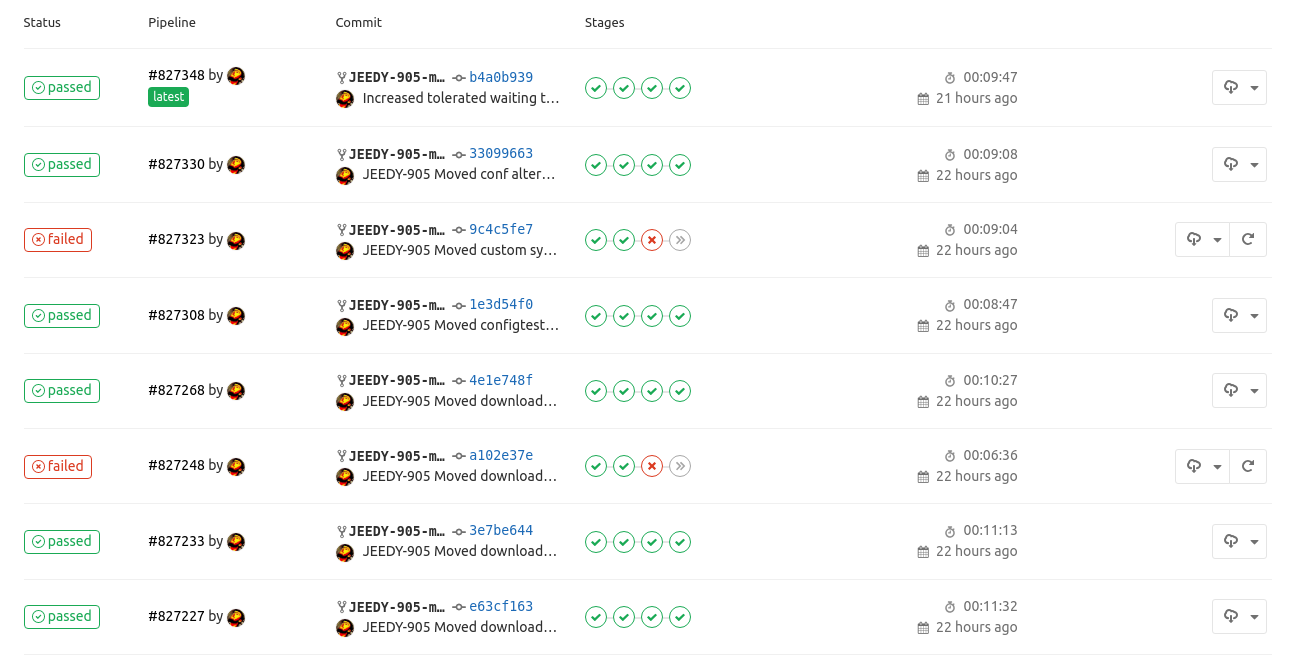 Status Pipeline Commit Stages
passed #827348 by latest JEEDY-905-m… b4a0b939 00:09:47
Increased tolerated waiting t… 21 hours ago
passed #827330 by JEEDY-905-m… 33099663 00:09:08
JEEDY-905 Moved conf alter… 22 hours ago
failed #827323 by JEEDY-905-m… 9c4c5fe7 00:09:04
JEEDY-905 Moved custom sy… 22 hours ago
passed #827308 by JEEDY-905-m… 1e3d54f0 00:08:47
JEEDY-905 Moved configtest… 22 hours ago
passed #827268 by JEEDY-905-m… 4e1e748f 00:10:27
JEEDY-905 Moved download… 22 hours ago
failed #827248 by JEEDY-905-m… a102e37e 00:06:36
JEEDY-905 Moved download… 22 hours ago
passed #827233 by JEEDY-905-m… 3e7be644 00:11:13
JEEDY-905 Moved download… 22 hours ago
passed #827227 by JEEDY-905-m… e63cf163 00:11:32
JEEDY-905 Moved download… 22 hours ago